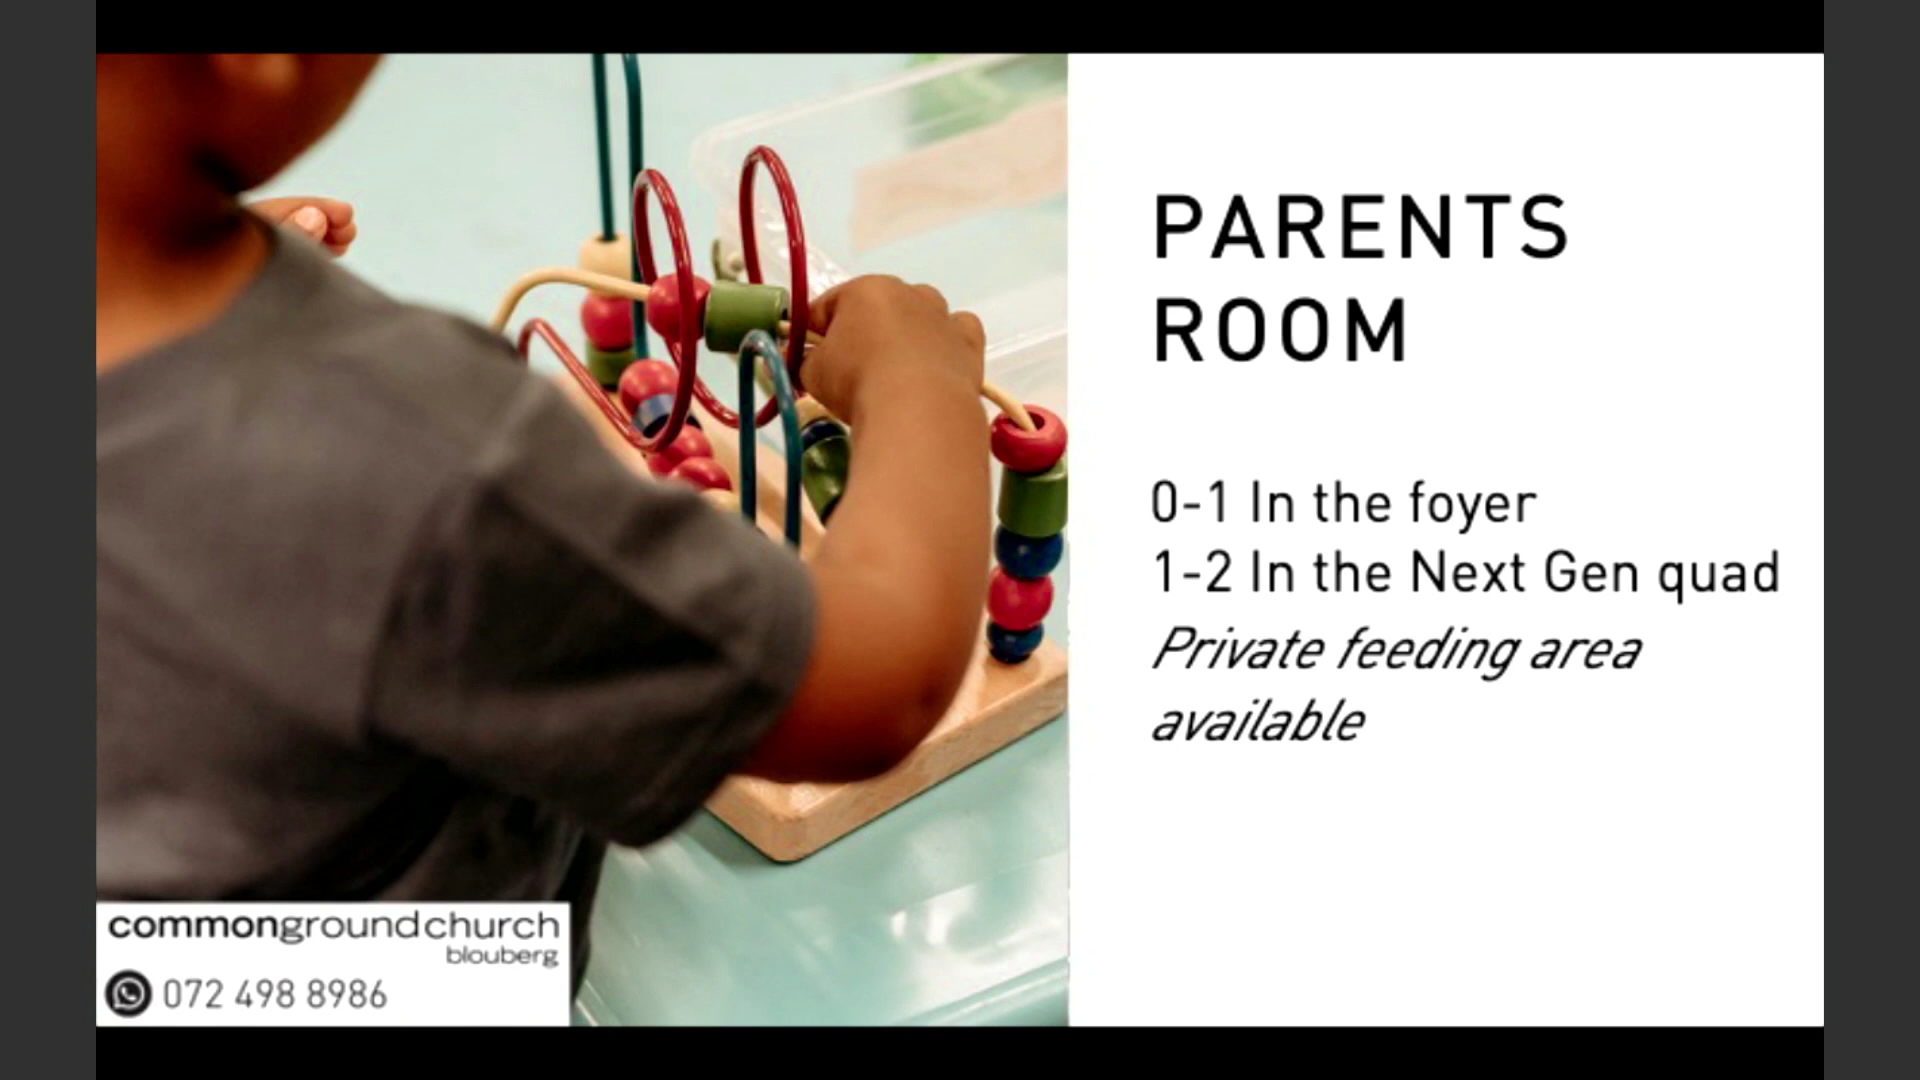 PARENTS
ROOM
0-1 In the foyer
1-2 In the Next Gen quad
Private feeding area
available
commongroundchurch
blouberg
072 498 8986